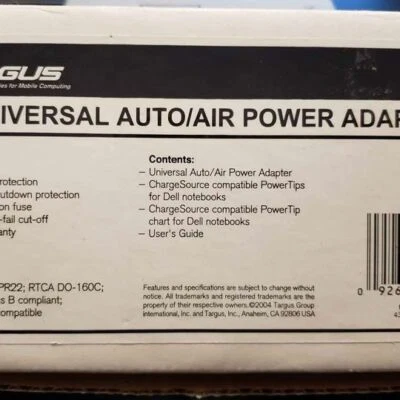 GUS
ies for Mobile Computing
IVERSAL AUTO/AIR POWER ADAP
rotection
utdown protection
on fuse
-fail cut-off
anty
Contents:
– Universal Auto/Air Power Adapter
– ChargeSource compatible PowerTips
for Dell notebooks
– ChargeSource compatible PowerTip
chart for Dell notebooks
– User's Guide
PR22; RTCA DO-160C;
s B compliant;
ompatible
Features and specifications are subject to change without
notice. All trademarks and registered trademarks are the
property of their respective owners. ©2004 Targus Group
International, Inc. and Targus, Inc., Anaheim, CA 92806 USA
0 926